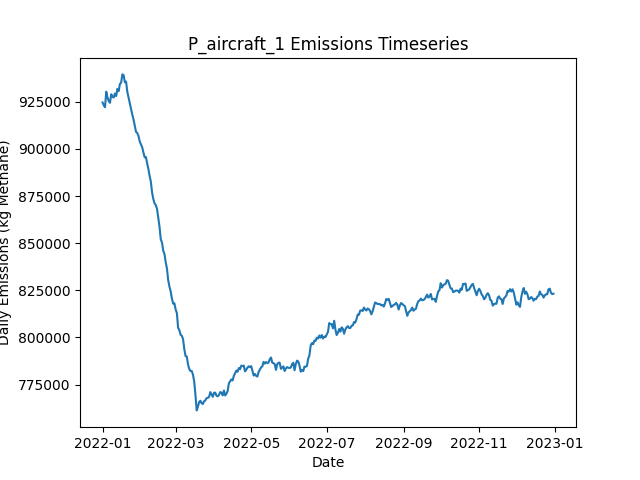 P_aircraft_1 Emissions Timeseries
Daily Emissions (kg Methane)
925000
900000
875000
850000
825000
800000
775000
2022-01 2022-03 2022-05 2022-07 2022-09 2022-11 2023-01
Date